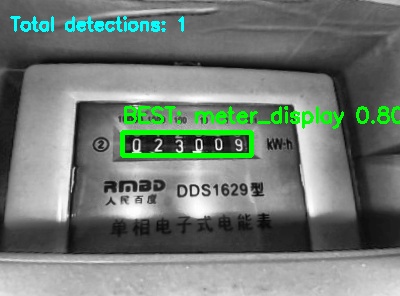 Total detections: 1
BEST: meter_display 0.80
② 023009 kW·h
RMBD DDS1629型
人民百度
单相电子式电能表